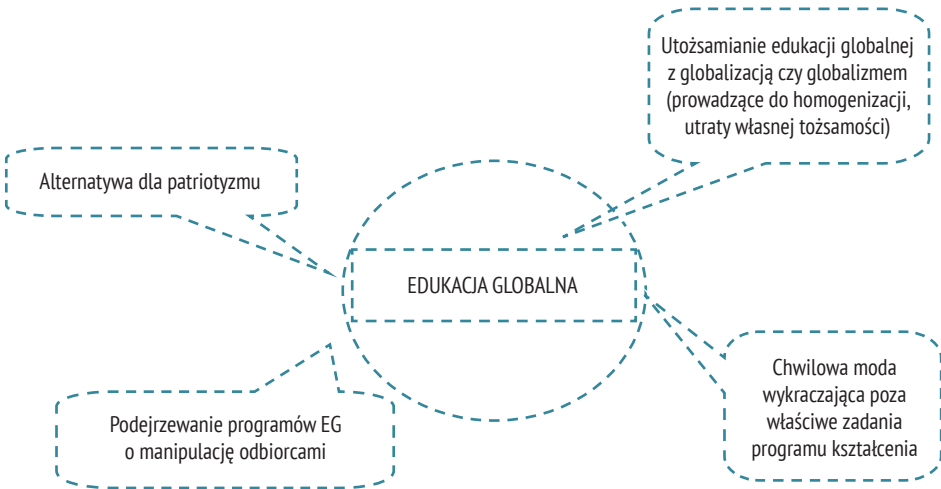 Utożsamianie edukacji globalnej
z globalizacją czy globalizmem
(prowadzące do homogenizacji,
utraty własnej tożsamości)
Alternatywa dla patriotyzmu
EDUKACJA GLOBALNA
Chwilowa moda
wykraczająca poza
właściwe zadania
programu kształcenia
Podejrzewanie programów EG
o manipulację odbiorcami